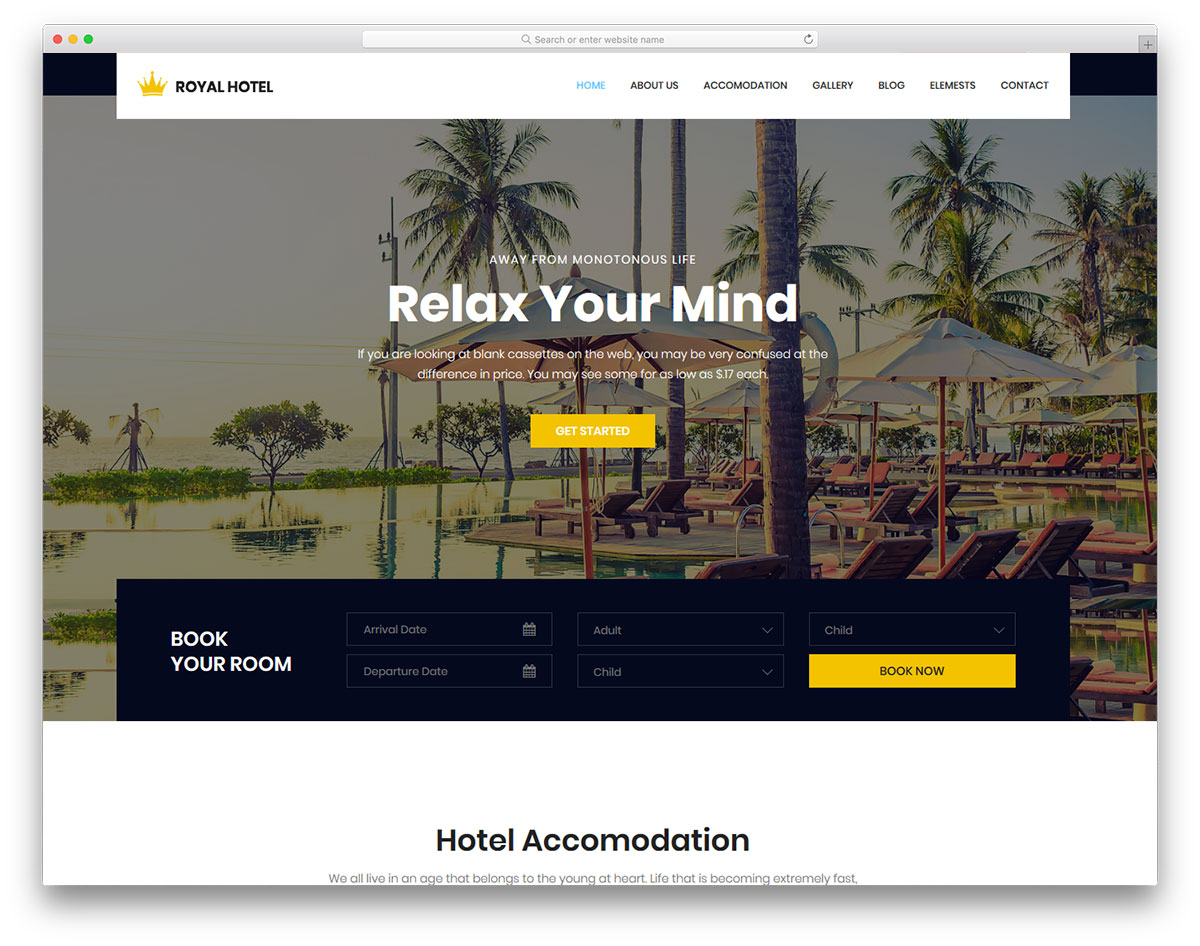 Search or enter website name
ROYAL HOTEL
HOME ABOUT US ACCOMODATION GALLERY BLOG ELEMESTS CONTACT
AWAY FROM MONOTONOUS LIFE
Relax Your Mind
If you are looking at blank cassettes on the web, you may be very confused at the
difference in price. You may see some for as low as $.17 each.
GET STARTED
BOOK
YOUR ROOM
Arrival Date
Adult
Child
Departure Date
Child
BOOK NOW
Hotel Accomodation
We all live in an age that belongs to the young at heart. Life that is becoming extremely fast,